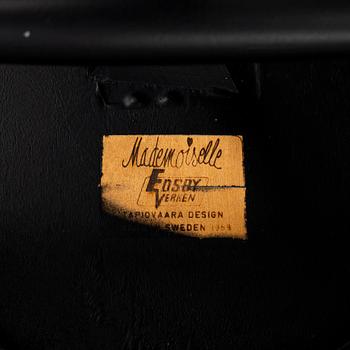 Mademoiselle
EDSBY
VERKEN
TAPIOVAARA DESIGN
SWEDEN